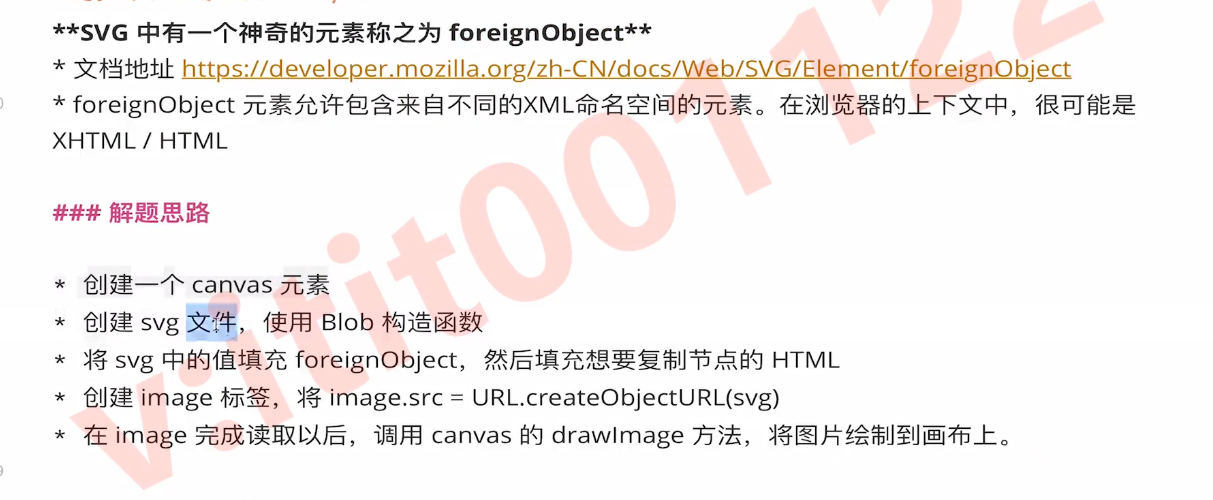 **SVG 中有一个神奇的元素称之为 foreignObject**
* 文档地址 https://developer.mozilla.org/zh-CN/docs/Web/SVG/Element/foreignObject
* foreignObject 元素允许包含来自不同的XML命名空间的元素。在浏览器的上下文中，很可能是
XHTML / HTML
### 解题思路
* 创建一个 canvas 元素
* 创建 svg 文件，使用 Blob 构造函数
* 将 svg 中的值填充 foreignObject，然后填充想要复制节点的 HTML
* 创建 image 标签，将 image.src = URL.createObjectURL(svg)
* 在 image 完成读取以后，调用 canvas 的 drawImage 方法，将图片绘制到画布上。
v:itit001122